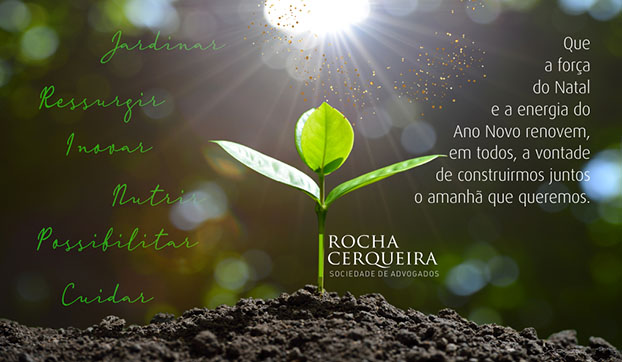 Jardinar
Ressurgir
Inovar
Nutrir
Possibilitar
Cuidar
Que
a força
do Natal
e a energia do
Ano Novo renovem,
em todos, a vontade
de construirmos juntos
o amanhã que queremos.
ROCHA
CERQUEIRA
SOCIEDADE DE ADVOGADOS